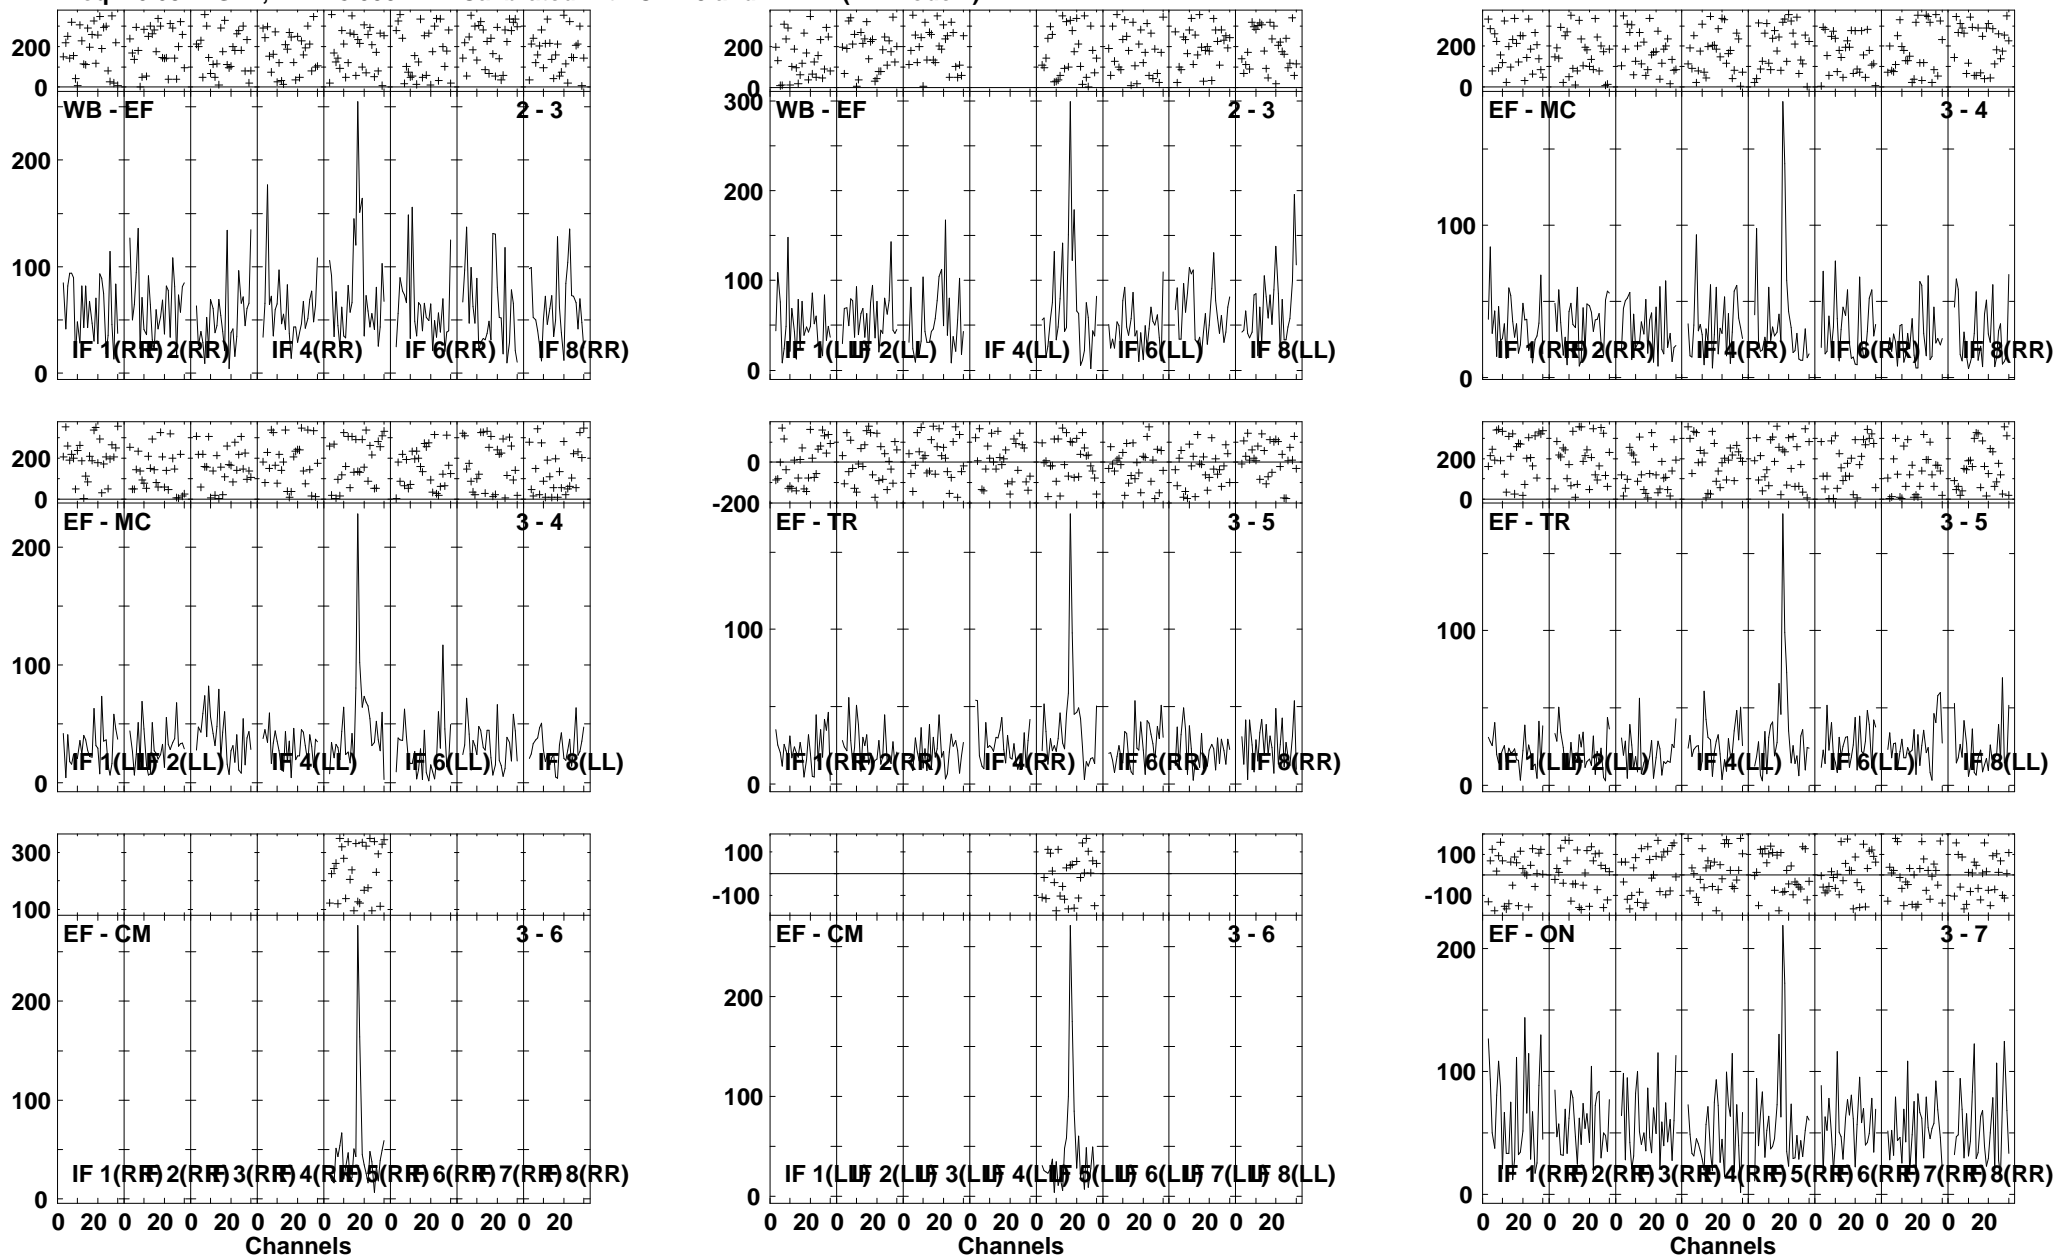 200
0
WB - EF 2 - 3
200
100
IF 1(RR) IF 2(RR) IF 4(RR) IF 6(RR) IF 8(RR)
0
200
0
300
WB - EF 2 - 3
200
100
IF 1(LL) IF 2(LL) IF 4(LL) IF 6(LL) IF 8(LL)
0
200
0
EF - MC 3 - 4
100
IF 1(RR) IF 2(RR) IF 4(RR) IF 6(RR) IF 8(RR)
0
200
0
EF - MC 3 - 4
200
100
IF 1(LL) IF 2(LL) IF 4(LL) IF 6(LL) IF 8(LL)
0
0
-200
EF - TR 3 - 5
100
IF 1(RR) IF 2(RR) IF 4(RR) IF 6(RR) IF 8(RR)
0
200
0
EF - TR 3 - 5
100
IF 1(LL) IF 2(LL) IF 4(LL) IF 6(LL) IF 8(LL)
0
300
100
EF - CM 3 - 6
200
100
IF 1(RR) IF 2(RR) IF 3(RR) IF 4(RR) IF 5(RR) IF 6(RR) IF 7(RR) IF 8(RR)
0
0 20 0 20 0 20 0 20 0 20 0 20 0 20 0 20
Channels
100
-100
EF - CM 3 - 6
200
100
IF 1(LL) IF 2(LL) IF 3(LL) IF 4(LL) IF 5(LL) IF 6(LL) IF 7(LL) IF 8(LL)
0
0 20 0 20 0 20 0 20 0 20 0 20 0 20 0 20
Channels
100
-100
EF - ON 3 - 7
200
100
IF 1(RR) IF 2(RR) IF 3(RR) IF 4(RR) IF 5(RR) IF 6(RR) IF 7(RR) IF 8(RR)
0
0 20 0 20 0 20 0 20 0 20 0 20 0 20 0 20
Channels